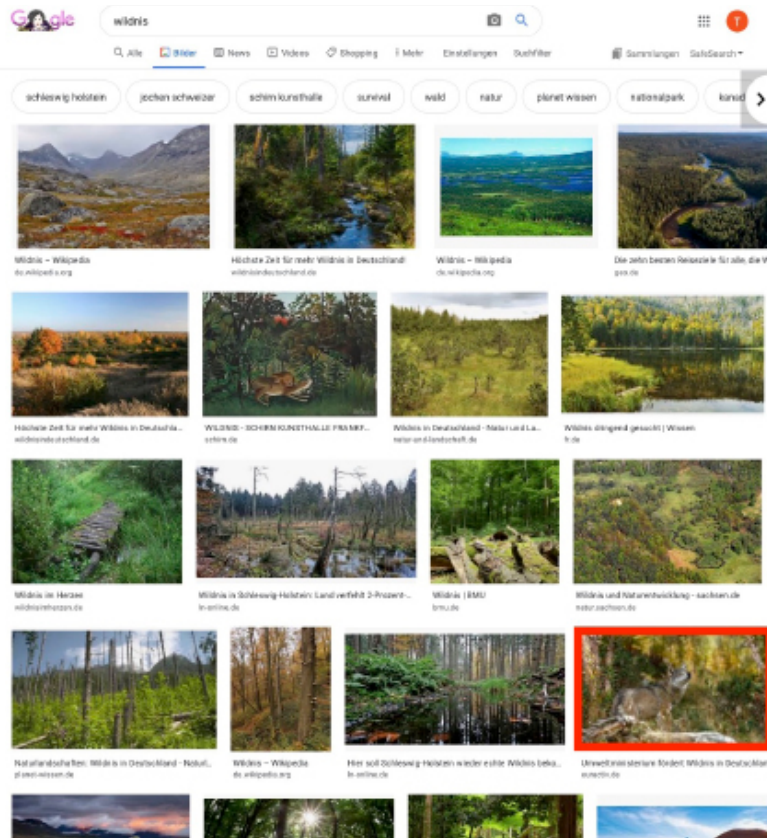 Google
wildnis
T
Alle Bilder News Videos Shopping Mehr Einstellungen Suchfilter Sammlungen SafeSearch
schleswig holstein jochen schweizer schirn kunsthalle survival wald natur planet wissen nationalpark kanad
Wildnis – Wikipedia
de.wikipedia.org
Höchste Zeit für mehr Wildnis in Deutschland!
wildnisindeutschland.de
Wildnis – Wikipedia
de.wikipedia.org
Die zehn besten Reiseziele für alle, die W
Höchste Zeit für mehr Wildnis in Deutschla...
wildnisindeutschland.de
WILDNIS - SCHIRN KUNSTHALLE FRANKF...
schirn.de
Wildnis in Deutschland - Natur und La...
natur-und-landschaft.de
Wildnis dringend gesucht | Wissen
fr.de
Wildnis im Herzen
wildnisimherzen.de
Wildnis in Schleswig-Holstein: Land verfehlt 2-Prozent-...
ln-online.de
Wildnis | BMU
bmu.de
Wildnis und Naturentwicklung - sachsen.de
natur.sachsen.de
Naturlandschaften: Wildnis in Deutschland - Naturl...
planet-wissen.de
Wildnis – Wikipedia
de.wikipedia.org
Hier soll Schleswig-Holstein wieder echte Wildnis beko...
ln-online.de
Umweltministerium fördert Wildnis in Deutschlan
euractiv.de